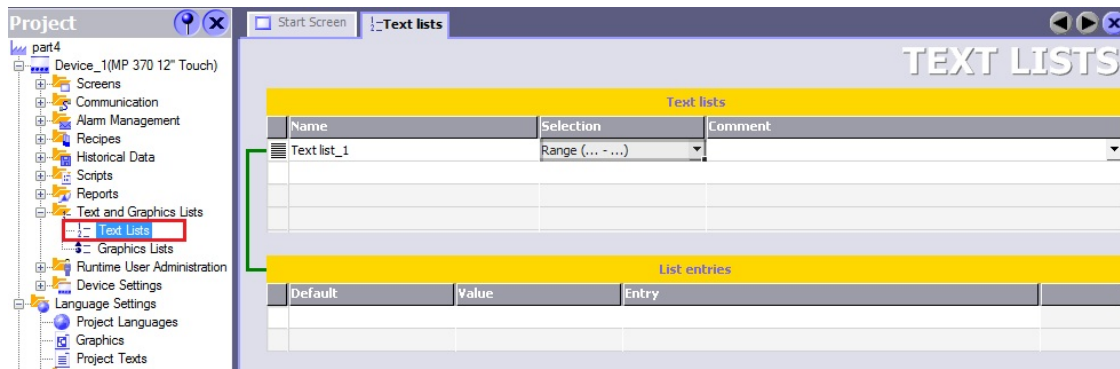 Project
part4
Device_1(MP 370 12" Touch)
Screens
Communication
Alarm Management
Recipes
Historical Data
Scripts
Reports
Text and Graphics Lists
Text Lists
Graphics Lists
Runtime User Administration
Device Settings
Language Settings
Project Languages
Graphics
Project Texts
Start Screen Text lists
TEXT LISTS
Text lists
Name Selection Comment
Text list_1 Range (... - ...)
List entries
Default Value Entry